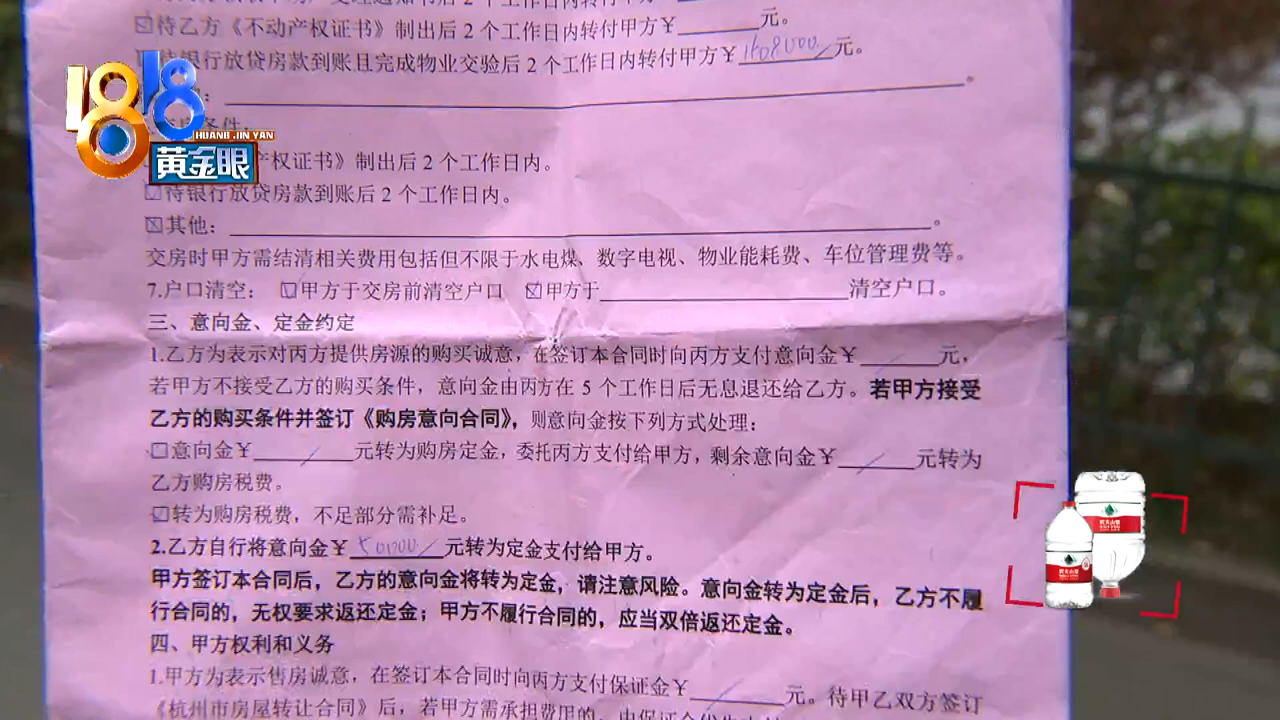 ☑待乙方《不动产权证书》制出后2个工作日内转付甲方￥______元。
银行放贷房款到账且完成物业交验后2个工作日内转付甲方￥1608000元。
产权证书》制出后2个工作日内。
待银行放贷房款到账后2个工作日内。
☒其他：______。
交房时甲方需结清相关费用包括但不限于水电煤、数字电视、物业能耗费、车位管理费等。
7.户口清空：☐甲方于交房前清空户口 ☑甲方于______清空户口。
三、意向金、定金约定
1.乙方为表示对丙方提供房源的购买诚意，在签订本合同时向丙方支付意向金￥___/___元，
若甲方不接受乙方的购买条件，意向金由丙方在5个工作日后无息退还给乙方。若甲方接受
乙方的购买条件并签订《购房意向合同》，则意向金按下列方式处理：
☐意向金￥___/___元转为购房定金，委托丙方支付给甲方，剩余意向金￥___/___元转为
乙方购房税费。
☐转为购房税费，不足部分需补足。
2.乙方自行将意向金￥50000元转为定金支付给甲方。
甲方签订本合同后，乙方的意向金将转为定金，请注意风险。意向金转为定金后，乙方不履
行合同的，无权要求返还定金；甲方不履行合同的，应当双倍返还定金。
四、甲方权利和义务
1.甲方为表示售房诚意，在签订本合同时向丙方支付保证金￥___/___元。待甲乙双方签订
《杭州市房屋转让合同》后，若甲方需承担费用的，由保证金
1818
HUANG JIN YAN
黄金眼
农夫山泉
农夫山泉